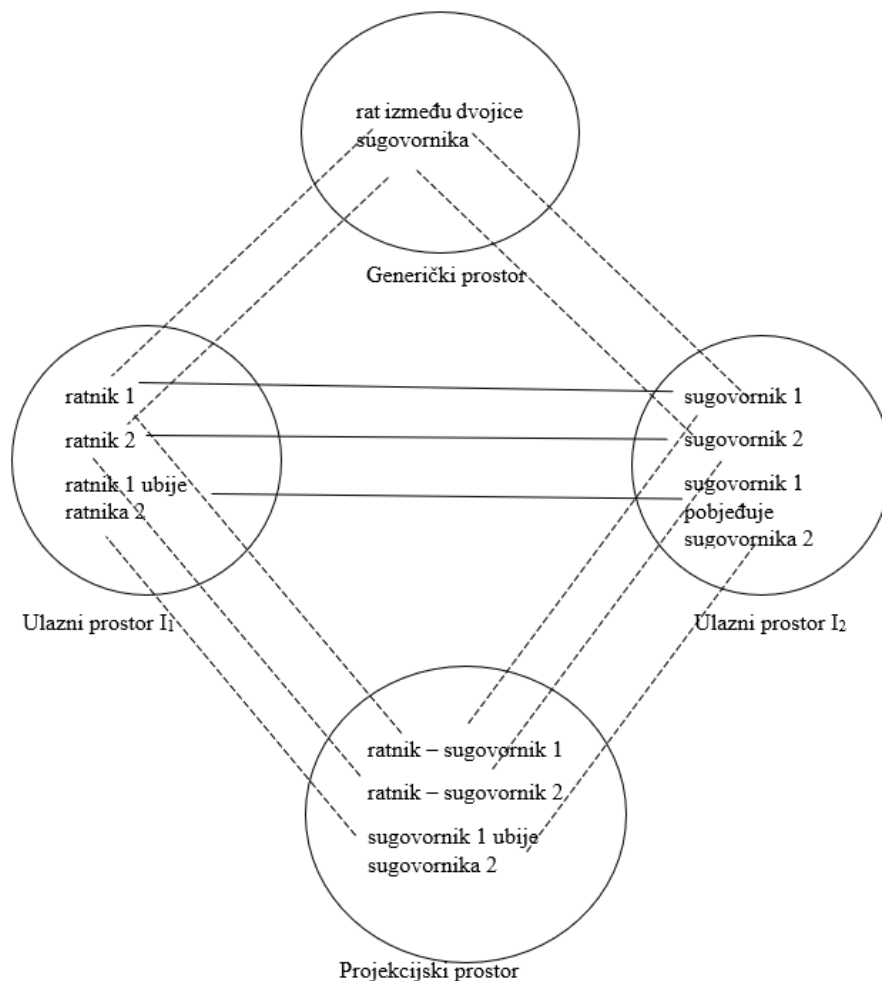 rat između dvojice
sugovornika
Generički prostor
ratnik 1
ratnik 2
ratnik 1 ubije
ratnika 2
Ulazni prostor I₁
sugovornik 1
sugovornik 2
sugovornik 1
pobjeđuje
sugovornika 2
Ulazni prostor I₂
ratnik – sugovornik 1
ratnik – sugovornik 2
sugovornik 1 ubije
sugovornika 2
Projekcijski prostor